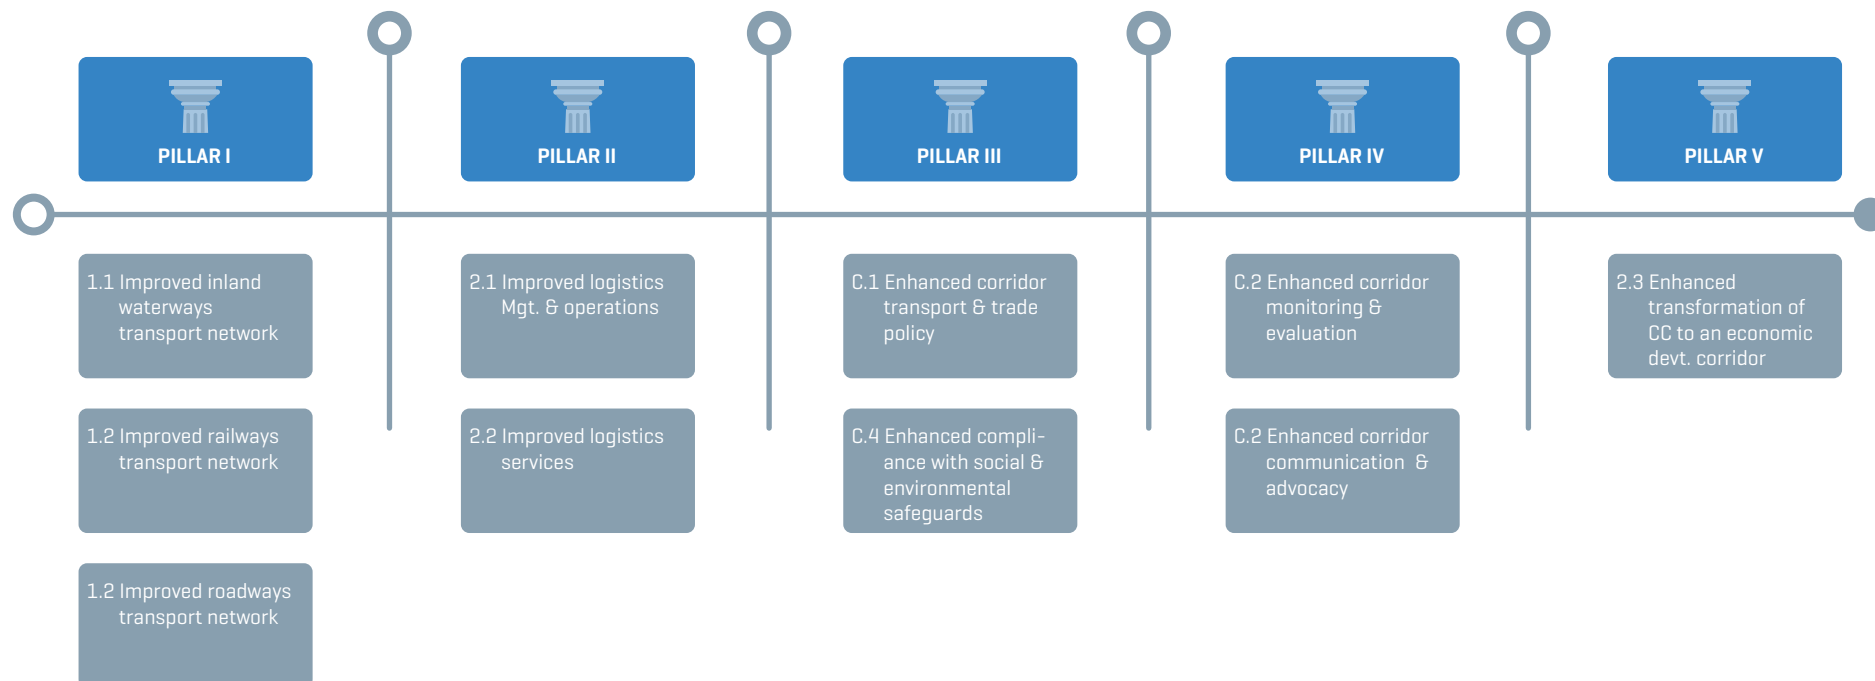 PILLAR I
PILLAR II
PILLAR III
PILLAR IV
PILLAR V
1.1 Improved inland
waterways
transport network
1.2 Improved railways
transport network
1.2 Improved roadways
transport network
2.1 Improved logistics
Mgt. & operations
2.2 Improved logistics
services
C.1 Enhanced corridor
transport & trade
policy
C.4 Enhanced compli-
ance with social &
environmental
safeguards
C.2 Enhanced corridor
monitoring &
evaluation
C.2 Enhanced corridor
communication &
advocacy
2.3 Enhanced
transformation of
CC to an economic
devt. corridor